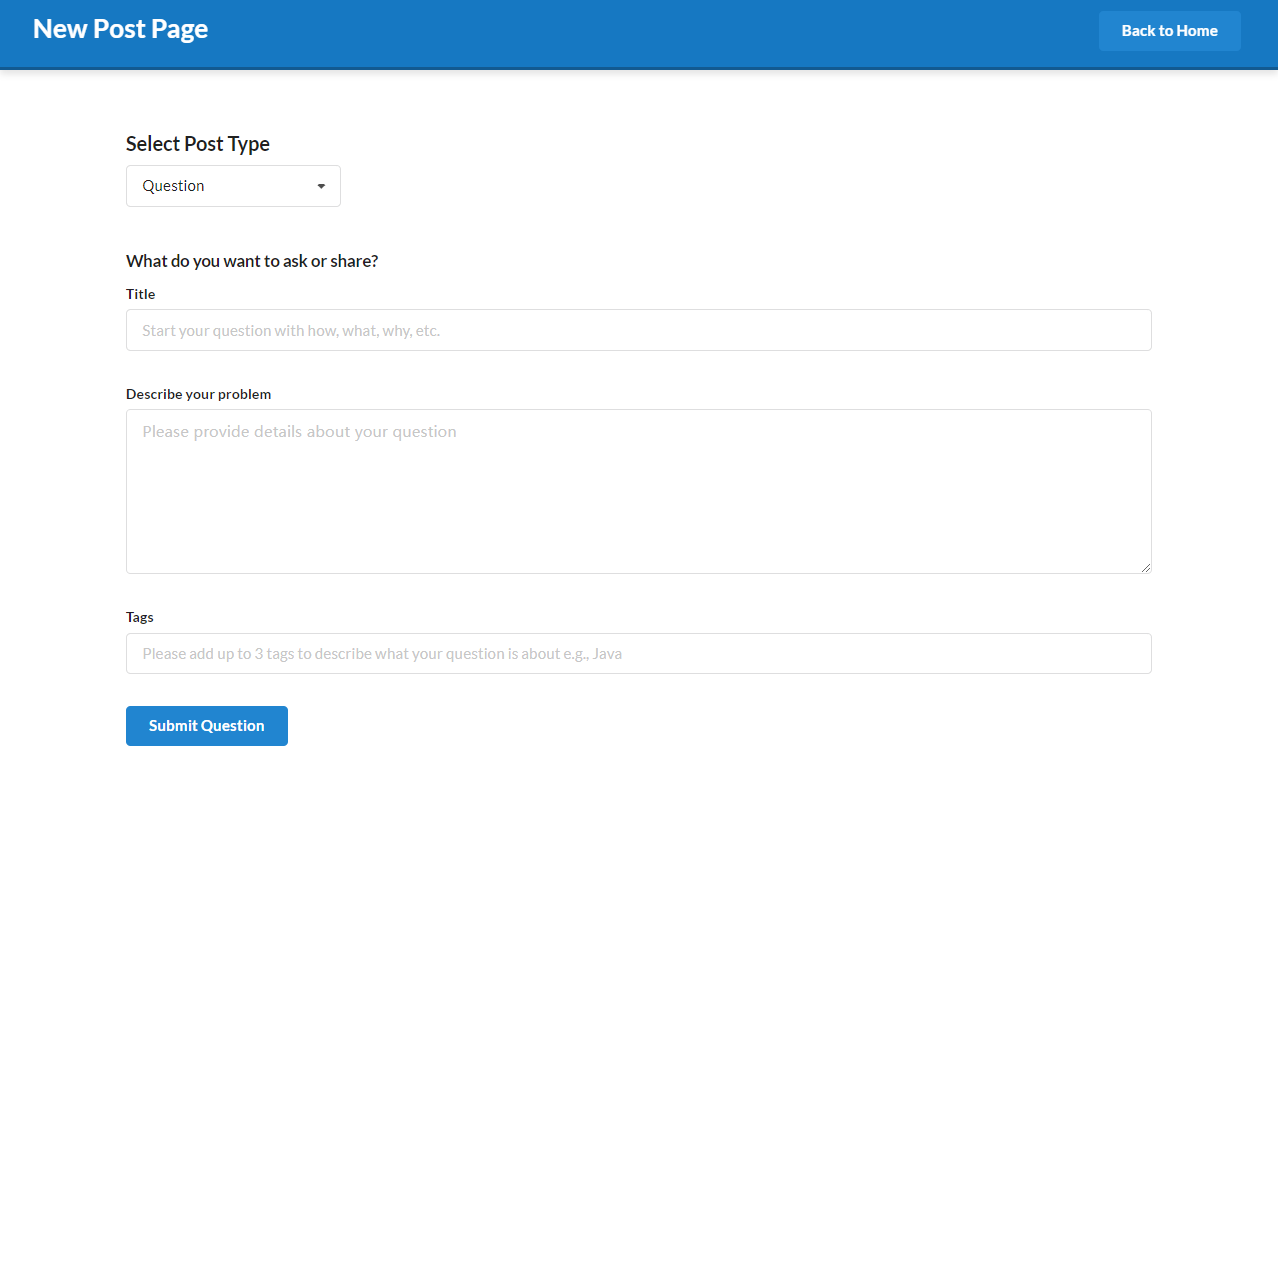 New Post Page
Back to Home
Select Post Type
Question
What do you want to ask or share?
Title
Start your question with how, what, why, etc.
Describe your problem
Please provide details about your question
Tags
Please add up to 3 tags to describe what your question is about e.g., Java
Submit Question